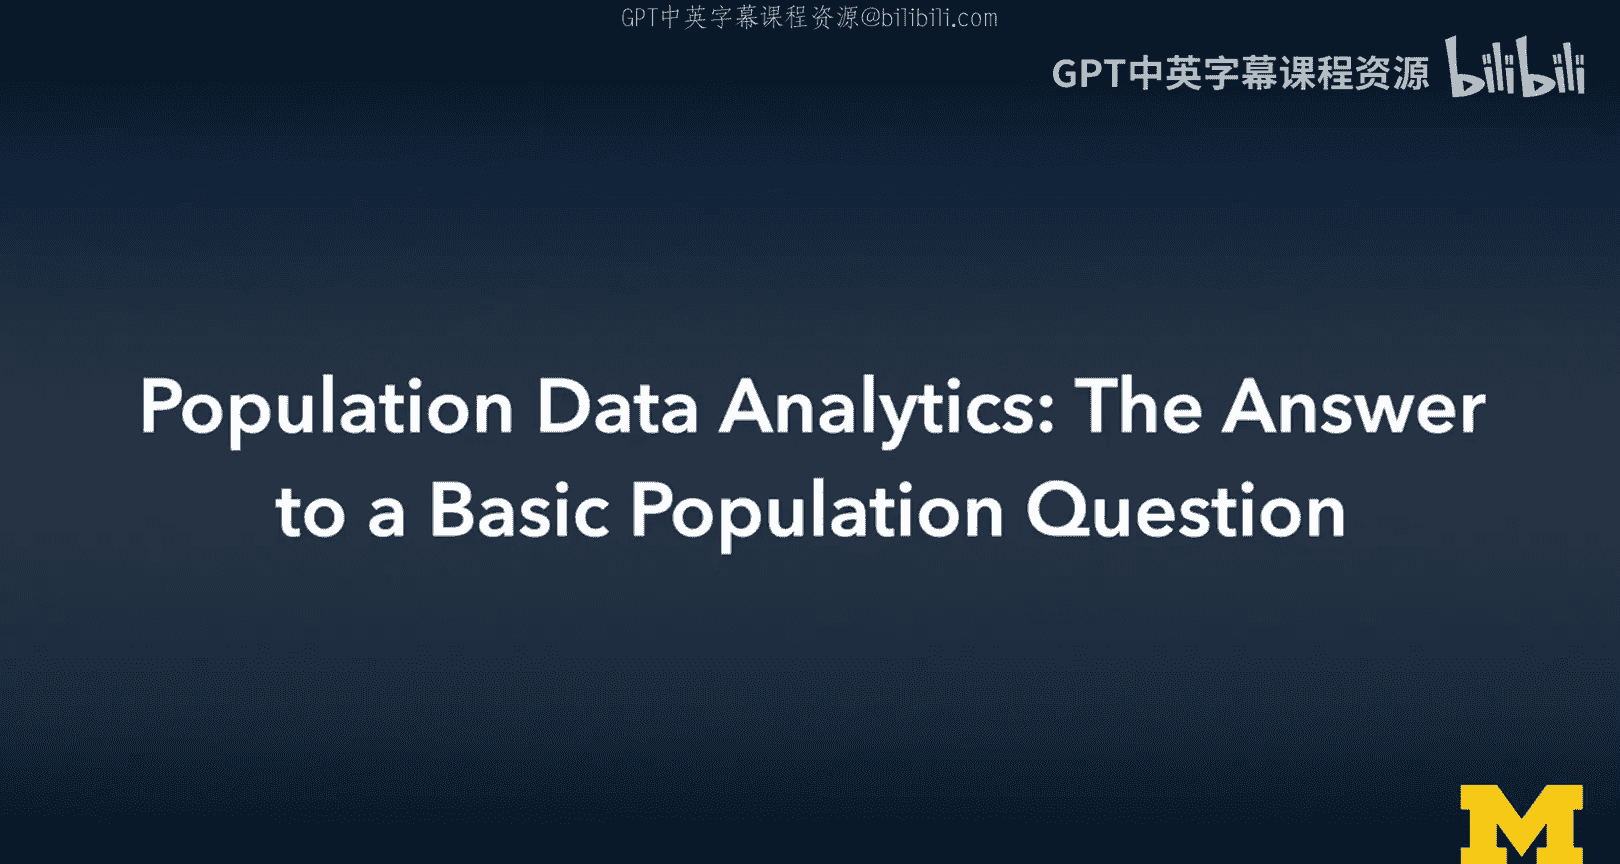 GPT中英字幕课程资源@bilibili.com
GPT中英字幕课程资源 bilibili
Population Data Analytics: The Answer
to a Basic Population Question
M